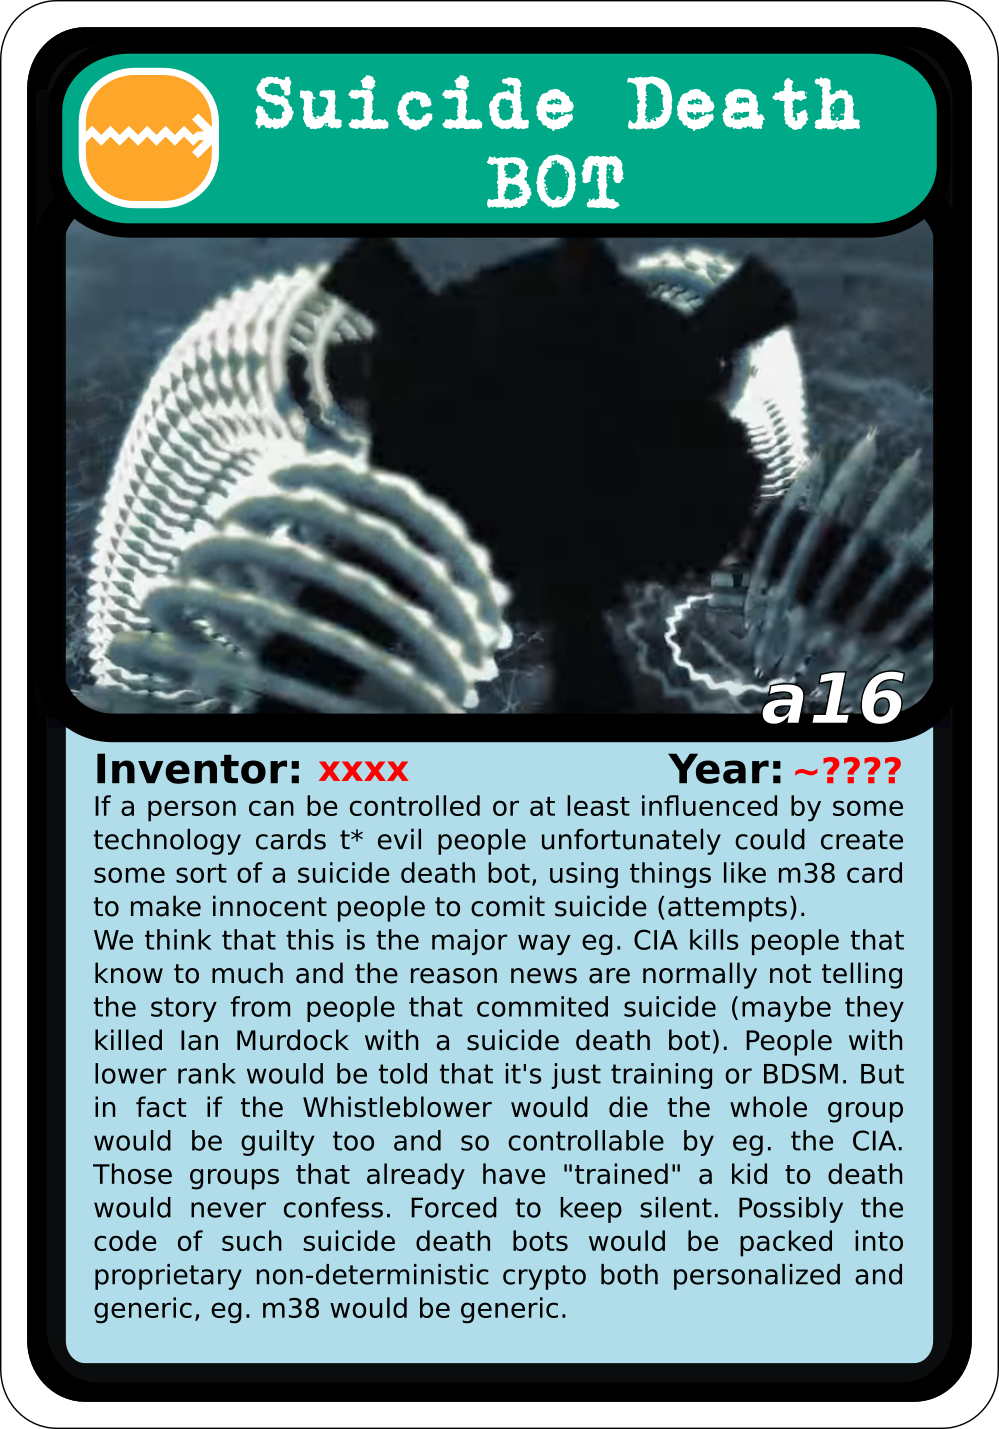 Suicide Death
BOT
a16
Inventor: xxxx Year: ~????
If a person can be controlled or at least influenced by some
technology cards t* evil people unfortunately could create
some sort of a suicide death bot, using things like m38 card
to make innocent people to comit suicide (attempts).
We think that this is the major way eg. CIA kills people that
know to much and the reason news are normally not telling
the story from people that commited suicide (maybe they
killed Ian Murdock with a suicide death bot). People with
lower rank would be told that it's just training or BDSM. But
in fact if the Whistleblower would die the whole group
would be guilty too and so controllable by eg. the CIA.
Those groups that already have "trained" a kid to death
would never confess. Forced to keep silent. Possibly the
code of such suicide death bots would be packed into
proprietary non-deterministic crypto both personalized and
generic, eg. m38 would be generic.